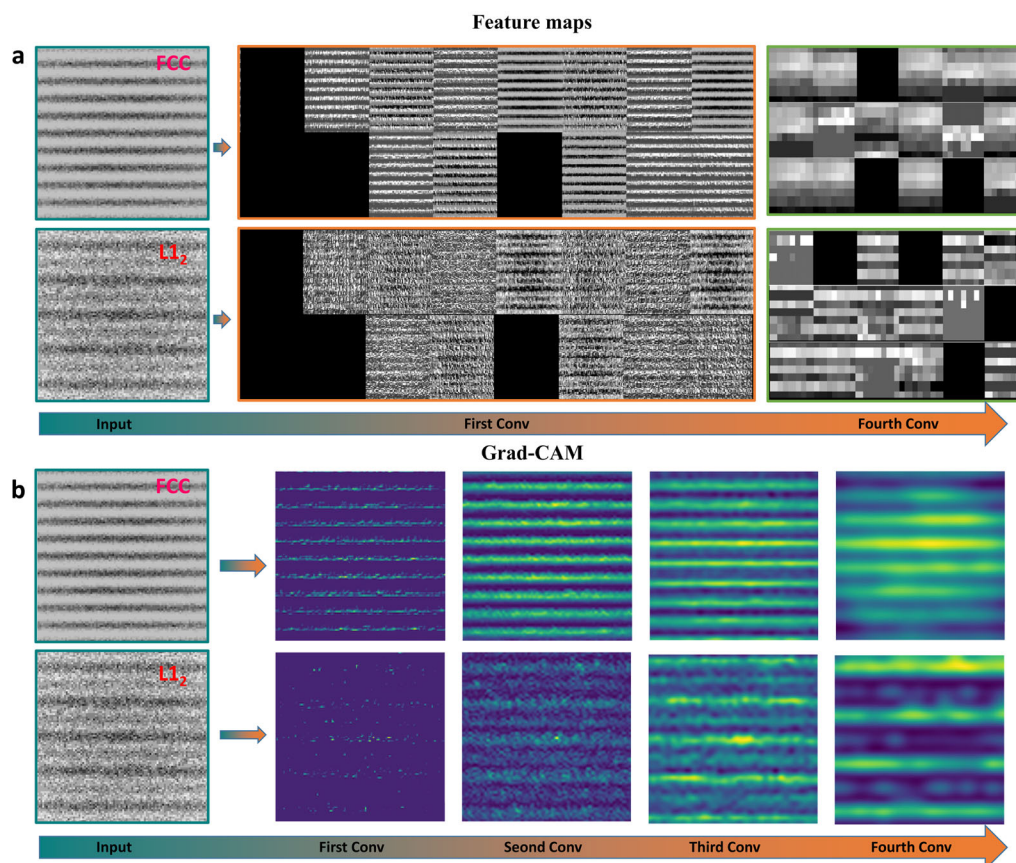 Feature maps
a
FCC
L1₂
Input
First Conv
Fourth Conv
Grad-CAM
b
FCC
L1₂
Input
First Conv
Seond Conv
Third Conv
Fourth Conv